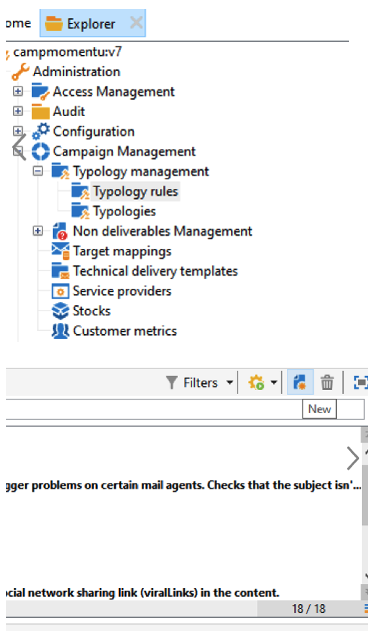 ome Explorer
campmomentu:v7
Administration
Access Management
Audit
Configuration
Campaign Management
Typology management
Typology rules
Typologies
Non deliverables Management
Target mappings
Technical delivery templates
Service providers
Stocks
Customer metrics
Filters
New
gger problems on certain mail agents. Checks that the subject isn'...
ocial network sharing link (viralLinks) in the content.
18 / 18